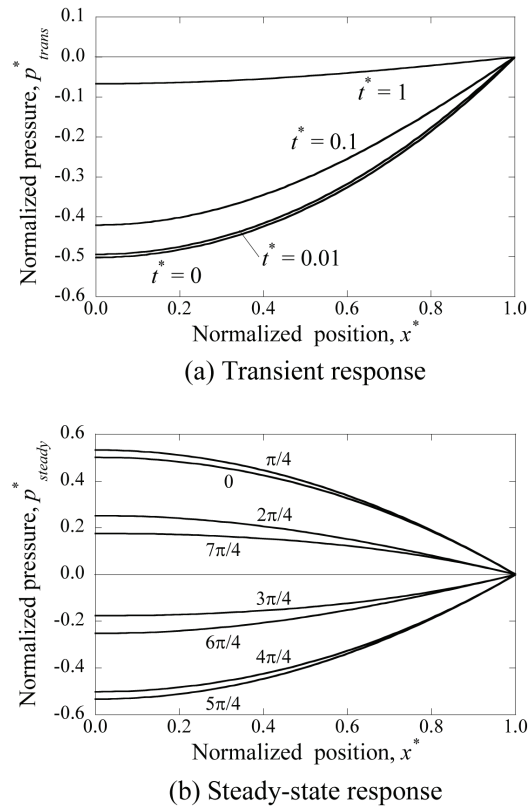 0.0
-0.1
-0.2
-0.3
-0.4
-0.5
-0.6
Normalized pressure, p*trans
t* = 1
t* = 0.1
t* = 0.01
t* = 0
0.0 0.2 0.4 0.6 0.8 1.0
Normalized position, x*
(a) Transient response
0.6
0.4
0.2
0.0
-0.2
-0.4
-0.6
Normalized pressure, p*steady
π/4
0
2π/4
7π/4
3π/4
6π/4
4π/4
5π/4
0.0 0.2 0.4 0.6 0.8 1.0
Normalized position, x*
(b) Steady-state response